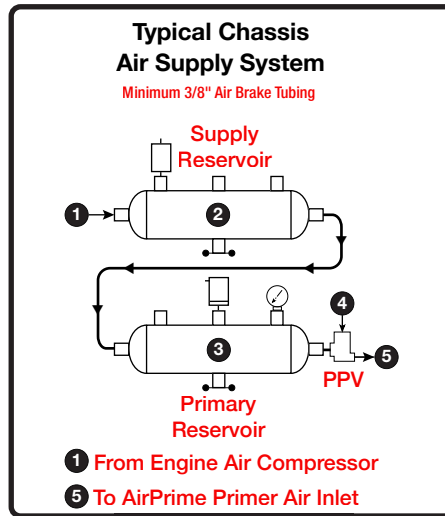 Typical Chassis
Air Supply System
Minimum 3/8" Air Brake Tubing
Supply
Reservoir
1
2
3
4
5
PPV
Primary
Reservoir
1 From Engine Air Compressor
5 To AirPrime Primer Air Inlet